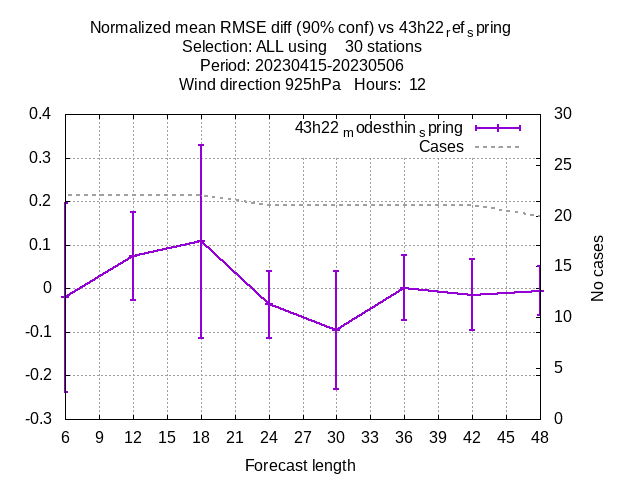 Normalized mean RMSE diff (90% conf) vs 43h22refspring
Selection: ALL using 30 stations
Period: 20230415-20230506
Wind direction 925hPa Hours: 12
43h22modesthinspring
Cases
0.4
0.3
0.2
0.1
0
-0.1
-0.2
-0.3
30
25
20
15
10
5
0
No cases
6 9 12 15 18 21 24 27 30 33 36 39 42 45 48
Forecast length